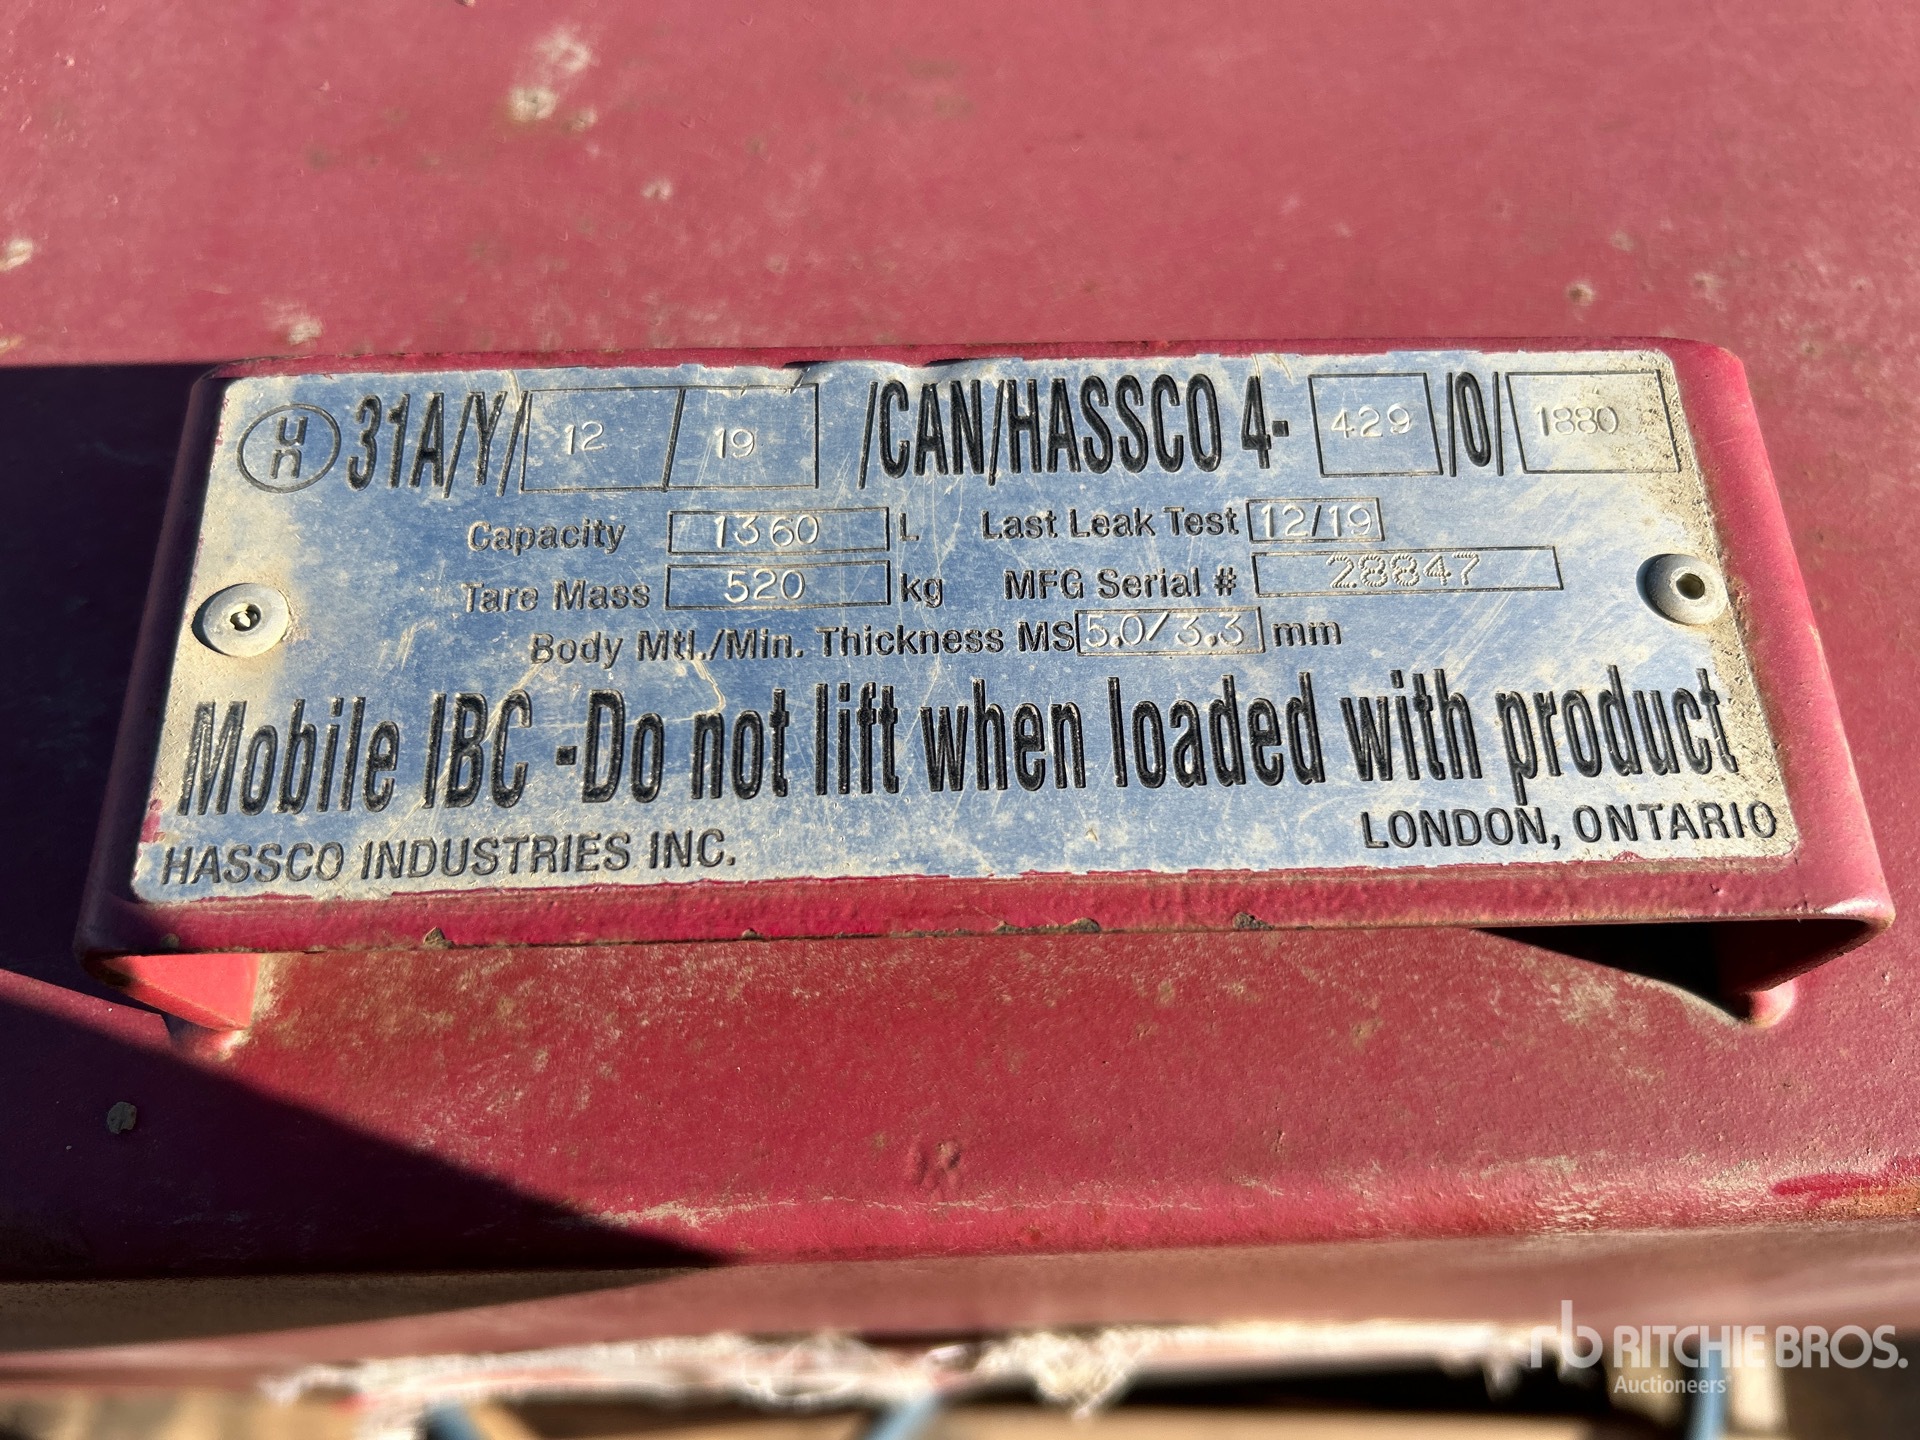 un 31A/Y/ 12 / 19 /CAN/HASSCO 4- 429 /0/ 1880
Capacity 1360 L Last Leak Test 12/19
Tare Mass 520 kg MFG Serial # 28847
Body Mtl./Min. Thickness MS 5.0/3.3 mm
Mobile IBC - Do not lift when loaded with product
HASSCO INDUSTRIES INC. LONDON, ONTARIO
rb RITCHIE BROS.
Auctioneers